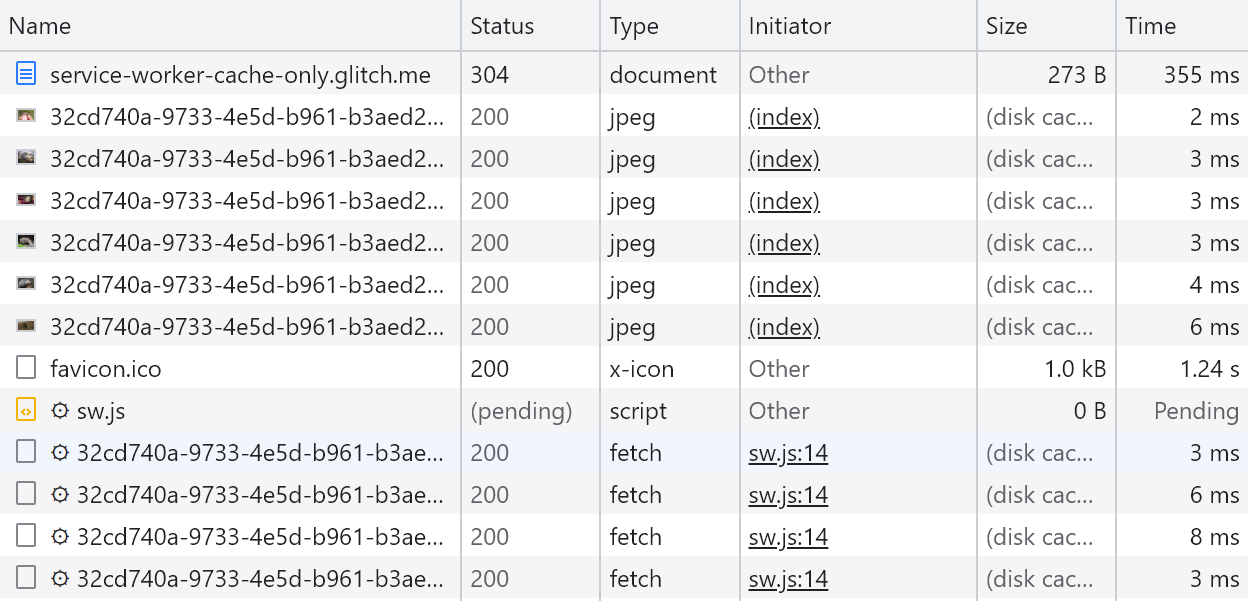 Name Status Type Initiator Size Time
service-worker-cache-only.glitch.me 304 document Other 273 B 355 ms
32cd740a-9733-4e5d-b961-b3aed2... 200 jpeg (index) (disk cac... 2 ms
32cd740a-9733-4e5d-b961-b3aed2... 200 jpeg (index) (disk cac... 3 ms
32cd740a-9733-4e5d-b961-b3aed2... 200 jpeg (index) (disk cac... 3 ms
32cd740a-9733-4e5d-b961-b3aed2... 200 jpeg (index) (disk cac... 3 ms
32cd740a-9733-4e5d-b961-b3aed2... 200 jpeg (index) (disk cac... 4 ms
32cd740a-9733-4e5d-b961-b3aed2... 200 jpeg (index) (disk cac... 6 ms
favicon.ico 200 x-icon Other 1.0 kB 1.24 s
sw.js (pending) script Other 0 B Pending
32cd740a-9733-4e5d-b961-b3ae... 200 fetch sw.js:14 (disk cac... 3 ms
32cd740a-9733-4e5d-b961-b3ae... 200 fetch sw.js:14 (disk cac... 6 ms
32cd740a-9733-4e5d-b961-b3ae... 200 fetch sw.js:14 (disk cac... 8 ms
32cd740a-9733-4e5d-b961-b3ae... 200 fetch sw.js:14 (disk cac... 3 ms